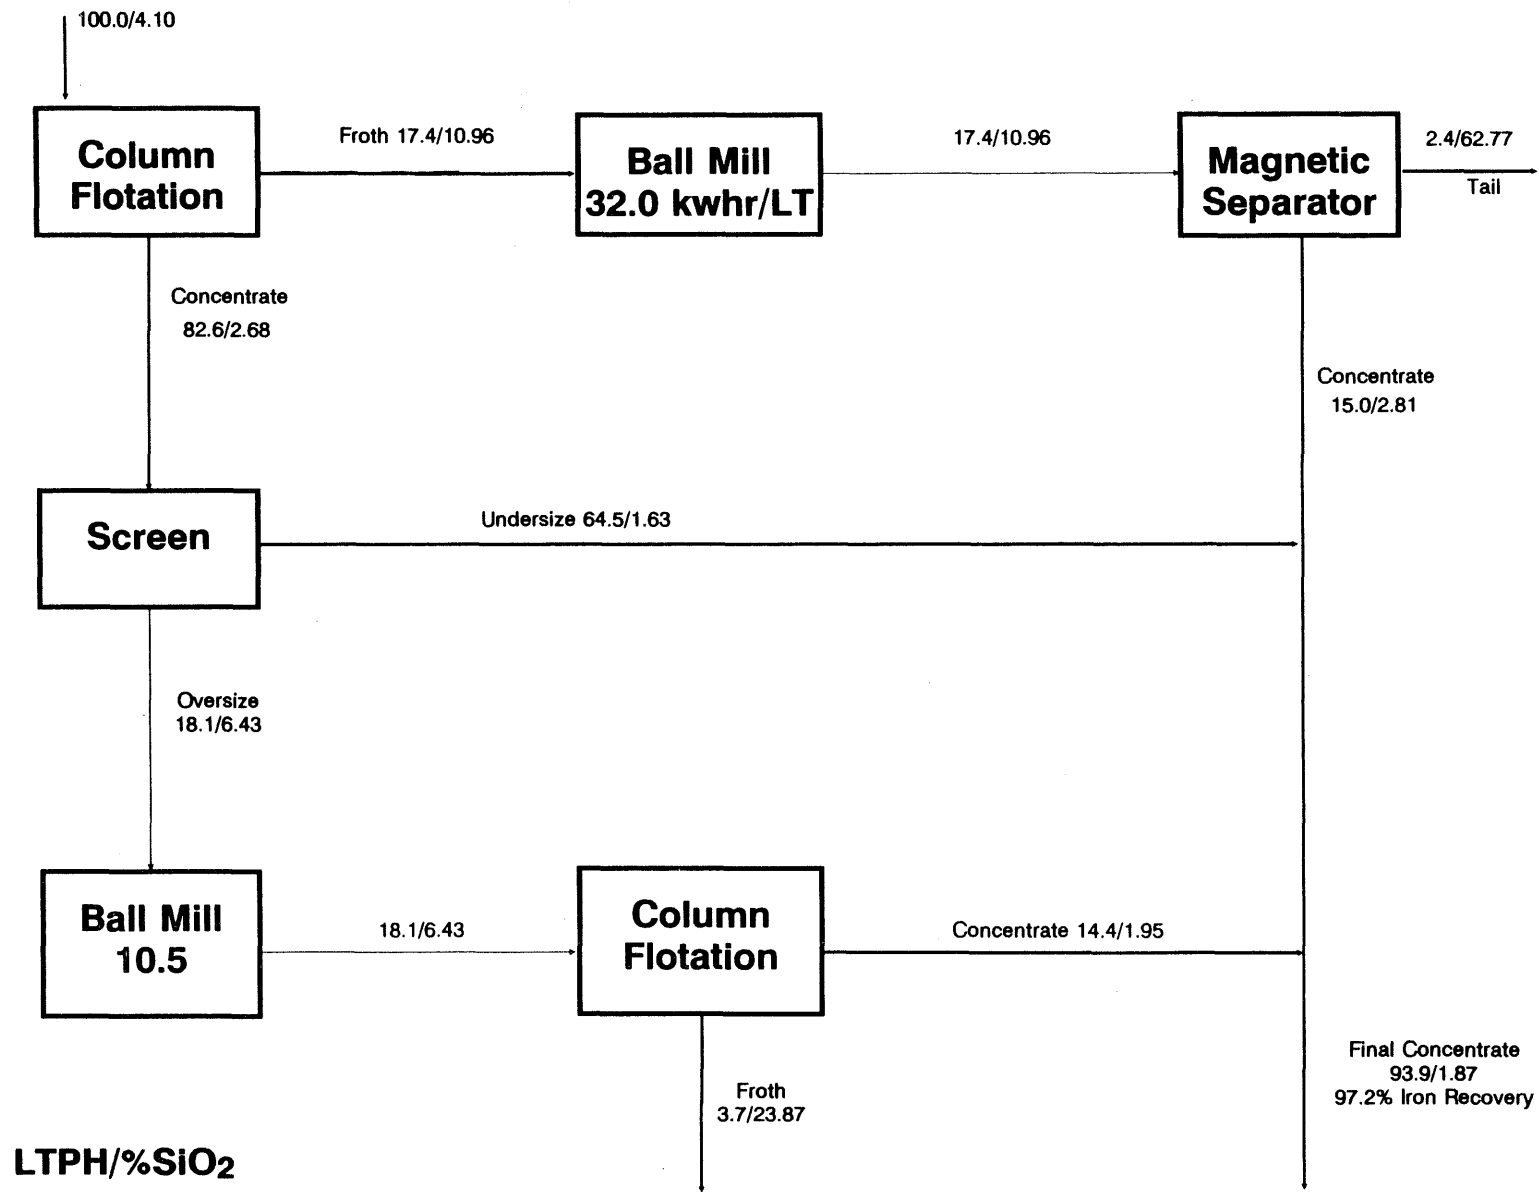 100.0/4.10
Column
Flotation
Froth 17.4/10.96
Ball Mill
32.0 kwhr/LT
17.4/10.96
Magnetic
Separator
2.4/62.77
Tail
Concentrate
82.6/2.68
Concentrate
15.0/2.81
Screen
Undersize 64.5/1.63
Oversize
18.1/6.43
Ball Mill
10.5
18.1/6.43
Column
Flotation
Concentrate 14.4/1.95
Froth
3.7/23.87
Final Concentrate
93.9/1.87
97.2% Iron Recovery
LTPH/%SiO2